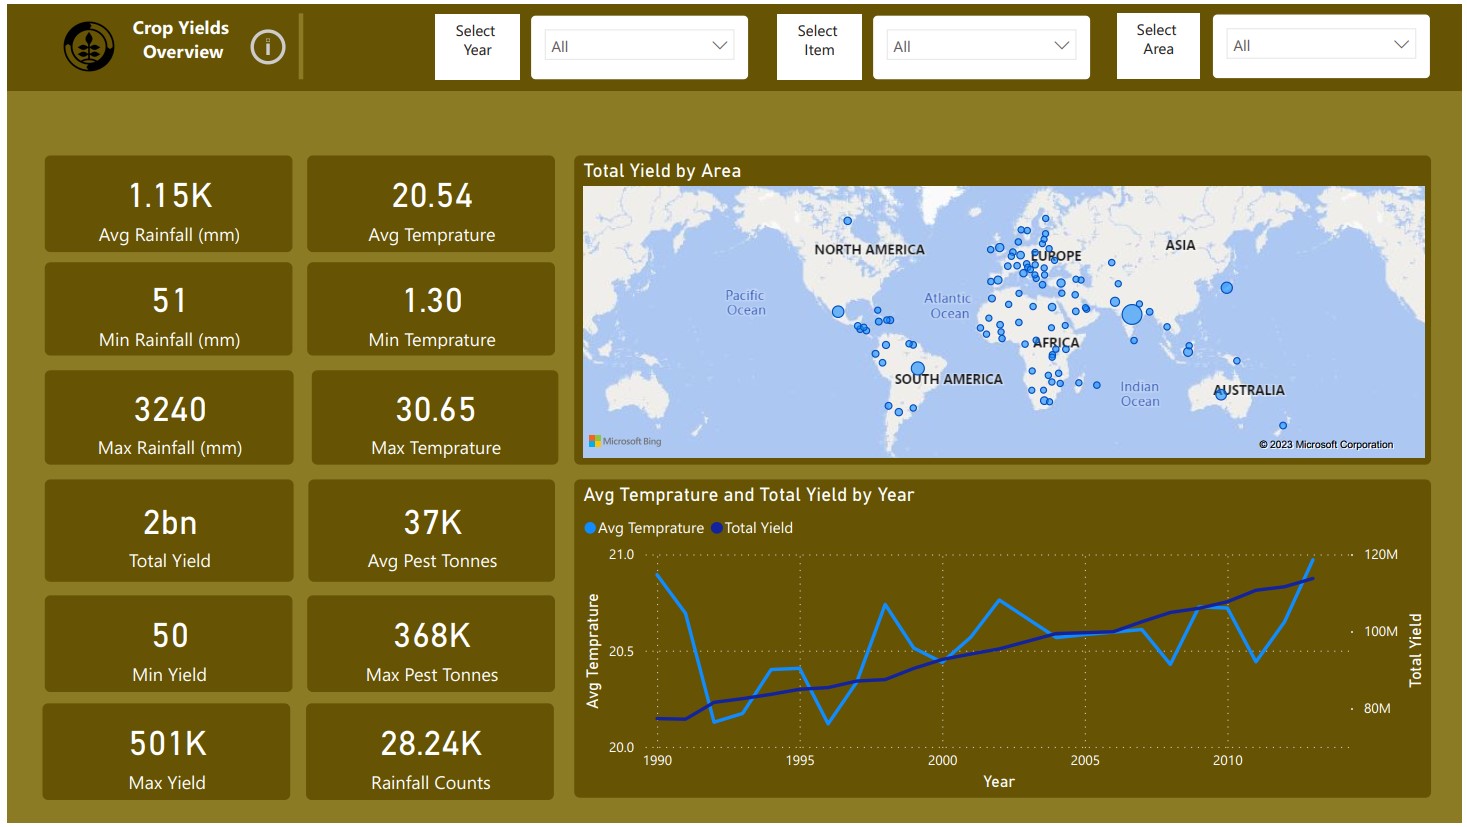 Crop Yields
Overview
i
Select
Year
All
Select
Item
All
Select
Area
All
1.15K
Avg Rainfall (mm)
20.54
Avg Temprature
51
Min Rainfall (mm)
1.30
Min Temprature
3240
Max Rainfall (mm)
30.65
Max Temprature
2bn
Total Yield
37K
Avg Pest Tonnes
50
Min Yield
368K
Max Pest Tonnes
501K
Max Yield
28.24K
Rainfall Counts
Total Yield by Area
NORTH AMERICA
EUROPE
ASIA
Pacific
Ocean
Atlantic
Ocean
AFRICA
SOUTH AMERICA
Indian
Ocean
AUSTRALIA
Microsoft Bing
© 2023 Microsoft Corporation
Avg Temprature and Total Yield by Year
Avg Temprature Total Yield
21.0
20.5
20.0
Avg Temprature
120M
100M
80M
Total Yield
1990 1995 2000 2005 2010
Year